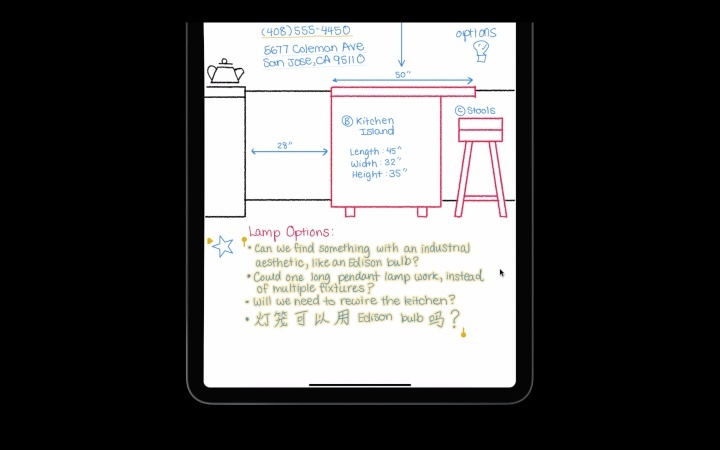 (408) 555-4450
5677 Coleman Ave
San Jose, CA 95110
options
50"
B Kitchen
Island
C Stools
28"
Length: 45"
Width: 32"
Height: 35"
Lamp Options:
• Can we find something with an industrial
aesthetic, like an Edison bulb?
• Could one long pendant lamp work, instead
of multiple fixtures?
• Will we need to rewire the kitchen?
• 灯笼可以用 Edison bulb 吗?